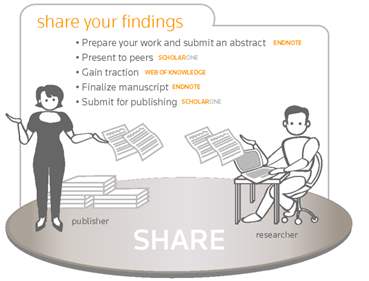 share your findings
• Prepare your work and submit an abstract ENDNOTE
• Present to peers SCHOLARONE
• Gain traction WEB OF KNOWLEDGE
• Finalize manuscript ENDNOTE
• Submit for publishing SCHOLARONE
publisher
SHARE
researcher